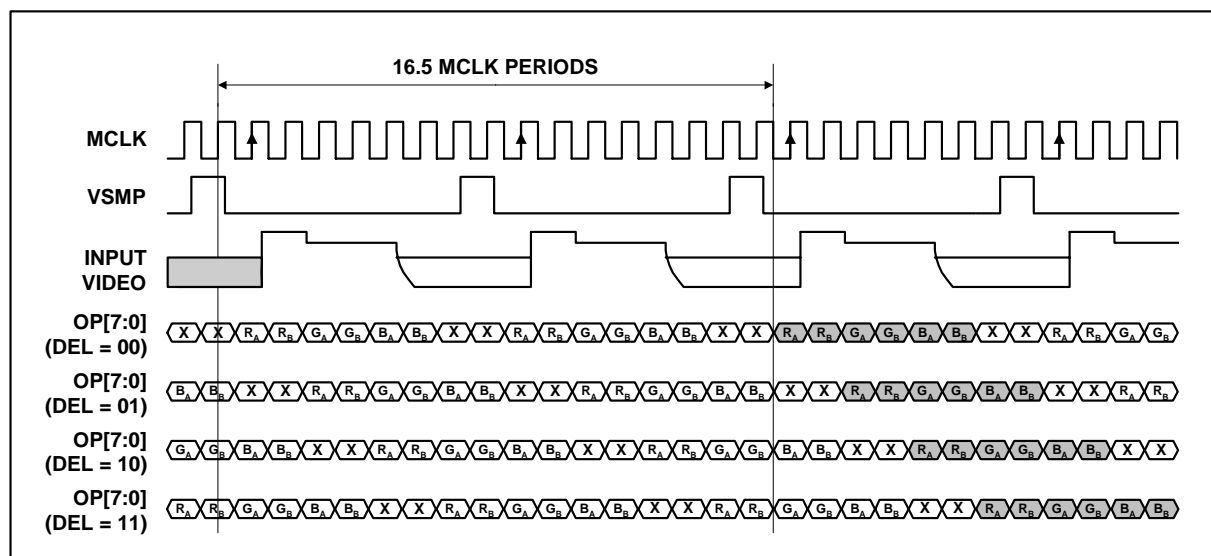 16.5 MCLK PERIODS
MCLK
VSMP
INPUT
VIDEO
OP[7:0]
(DEL = 00)
X X R_A R_B G_A G_B B_A B_B X X R_A R_B G_A G_B B_A B_B X X R_A R_B G_A G_B B_A B_B X X R_A R_B G_A G_B
OP[7:0]
(DEL = 01)
B_A B_B X X R_A R_B G_A G_B B_A B_B X X R_A R_B G_A G_B B_A B_B X X R_A R_B G_A G_B B_A B_B X X R_A R_B
OP[7:0]
(DEL = 10)
G_A G_B B_A B_B X X R_A R_B G_A G_B B_A B_B X X R_A R_B G_A G_B B_A B_B X X R_A R_B G_A G_B B_A B_B X X
OP[7:0]
(DEL = 11)
R_A R_B G_A G_B B_A B_B X X R_A R_B G_A G_B B_A B_B X X R_A R_B G_A G_B B_A B_B X X R_A R_B G_A G_B B_A B_B